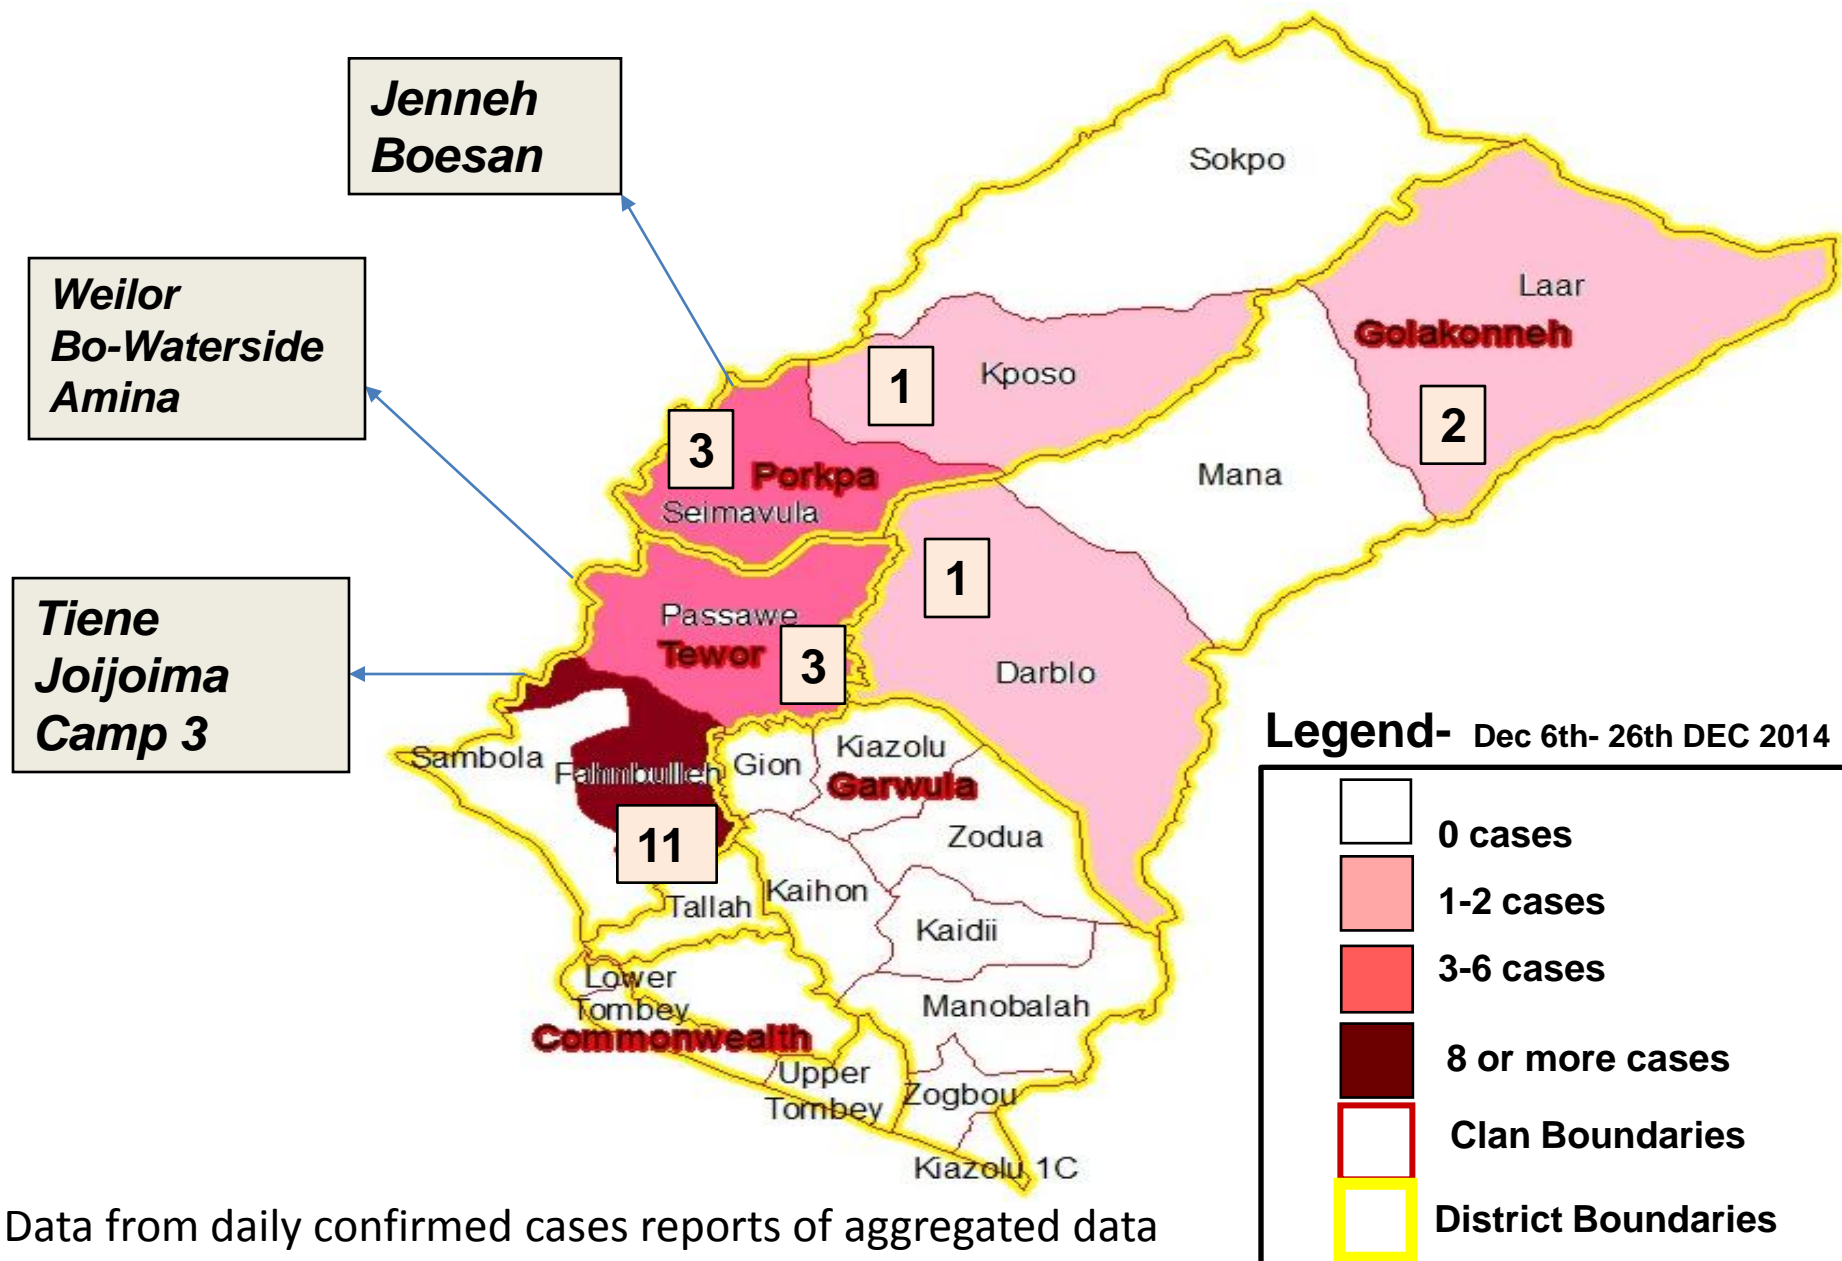 Jenneh
Boesan
Weilor
Bo-Waterside
Amina
Tiene
Joijoima
Camp 3
Sokpo
Laar
Golakonneh
Kposo
1
2
3
Porkpa
Mana
Seimavula
1
Passawe
Tewor
3
Darblo
Sambola
Fahnbulleh
Gion
Kiazolu
Garwula
11
Zodua
Tallah
Kaihon
Kaidii
Lower
Tombey
Manobalah
Commonwealth
Upper
Tombey
Zogbou
Kiazolu 1C
Legend- Dec 6th- 26th DEC 2014
0 cases
1-2 cases
3-6 cases
8 or more cases
Clan Boundaries
District Boundaries
Data from daily confirmed cases reports of aggregated data